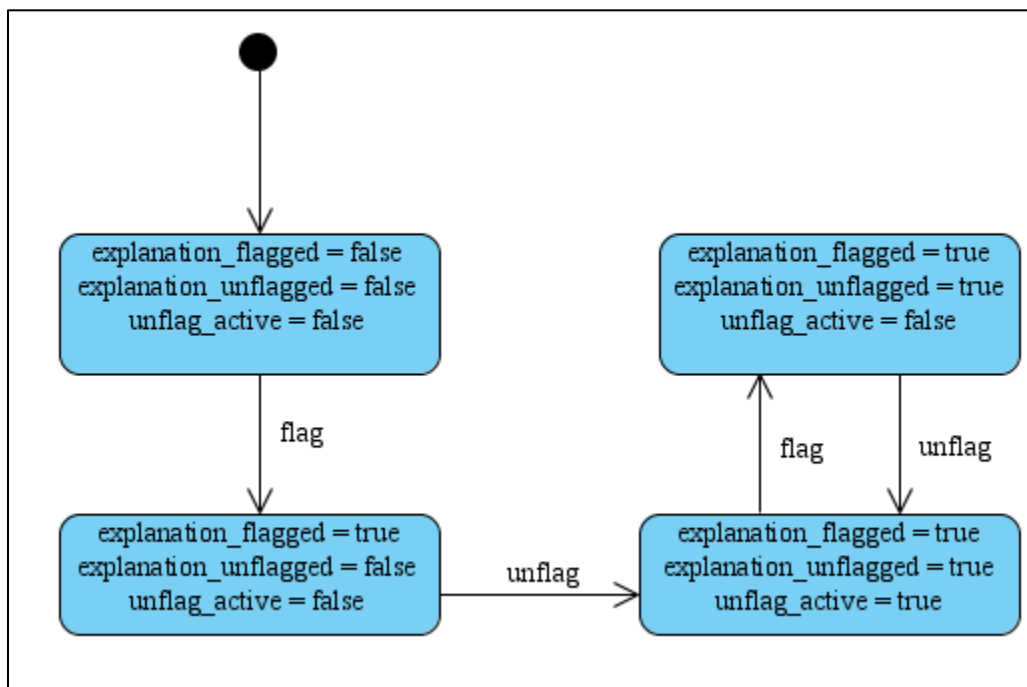 explanation_flagged = false
explanation_unflagged = false
unflag_active = false
explanation_flagged = true
explanation_unflagged = true
unflag_active = false
flag
flag
unflag
explanation_flagged = true
explanation_unflagged = false
unflag_active = false
unflag
explanation_flagged = true
explanation_unflagged = true
unflag_active = true